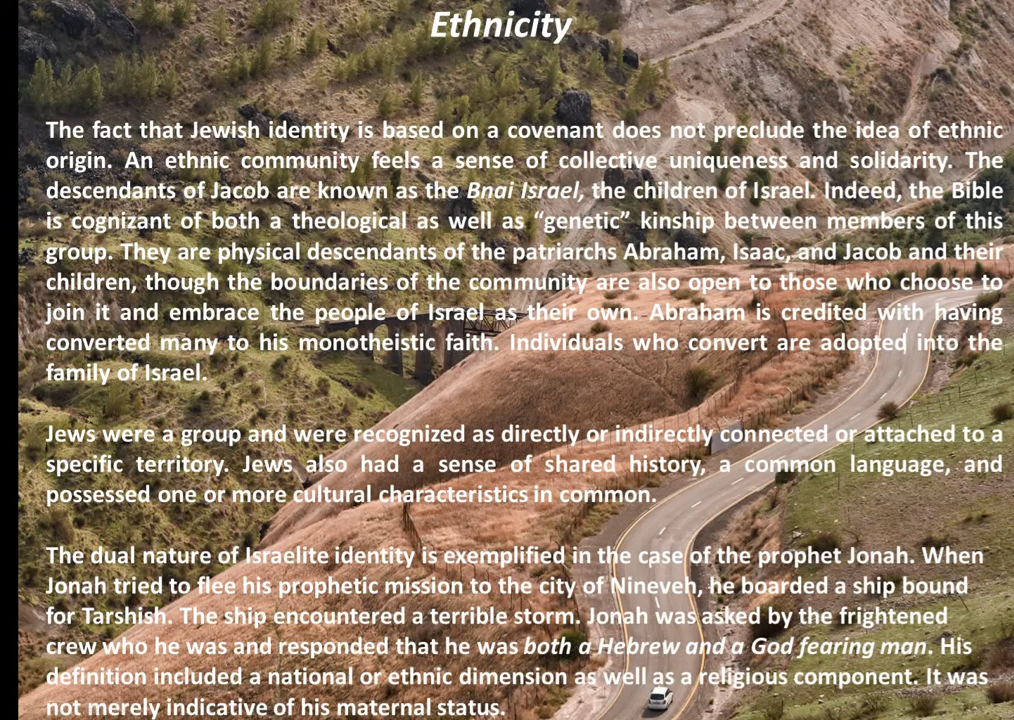 Ethnicity
The fact that Jewish identity is based on a covenant does not preclude the idea of ethnic
origin. An ethnic community feels a sense of collective uniqueness and solidarity. The
descendants of Jacob are known as the Bnai Israel, the children of Israel. Indeed, the Bible
is cognizant of both a theological as well as “genetic” kinship between members of this
group. They are physical descendants of the patriarchs Abraham, Isaac, and Jacob and their
children, though the boundaries of the community are also open to those who choose to
join it and embrace the people of Israel as their own. Abraham is credited with having
converted many to his monotheistic faith. Individuals who convert are adopted into the
family of Israel.
Jews were a group and were recognized as directly or indirectly connected or attached to a
specific territory. Jews also had a sense of shared history, a common language, and
possessed one or more cultural characteristics in common.
The dual nature of Israelite identity is exemplified in the case of the prophet Jonah. When
Jonah tried to flee his prophetic mission to the city of Nineveh, he boarded a ship bound
for Tarshish. The ship encountered a terrible storm. Jonah was asked by the frightened
crew who he was and responded that he was both a Hebrew and a God fearing man. His
definition included a national or ethnic dimension as well as a religious component. It was
not merely indicative of his maternal status.